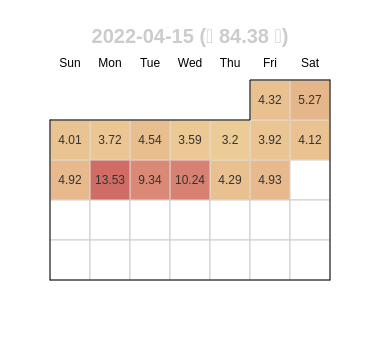 2022-04-15 (▯ 84.38 ▯)
Sun Mon Tue Wed Thu Fri Sat
4.32 5.27
4.01 3.72 4.54 3.59 3.2 3.92 4.12
4.92 13.53 9.34 10.24 4.29 4.93